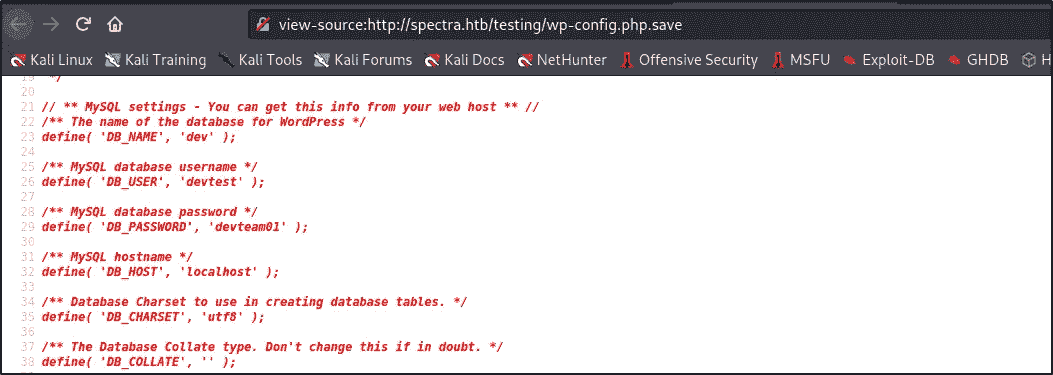 view-source:http://spectra.htb/testing/wp-config.php.save
Kali Linux Kali Training Kali Tools Kali Forums Kali Docs NetHunter Offensive Security MSFU Exploit-DB GHDB H
19 */
20
21 // ** MySQL settings - You can get this info from your web host ** //
22 /** The name of the database for WordPress */
23 define( 'DB_NAME', 'dev' );
24
25 /** MySQL database username */
26 define( 'DB_USER', 'devtest' );
27
28 /** MySQL database password */
29 define( 'DB_PASSWORD', 'devteam01' );
30
31 /** MySQL hostname */
32 define( 'DB_HOST', 'localhost' );
33
34 /** Database Charset to use in creating database tables. */
35 define( 'DB_CHARSET', 'utf8' );
36
37 /** The Database Collate type. Don't change this if in doubt. */
38 define( 'DB_COLLATE', '' );